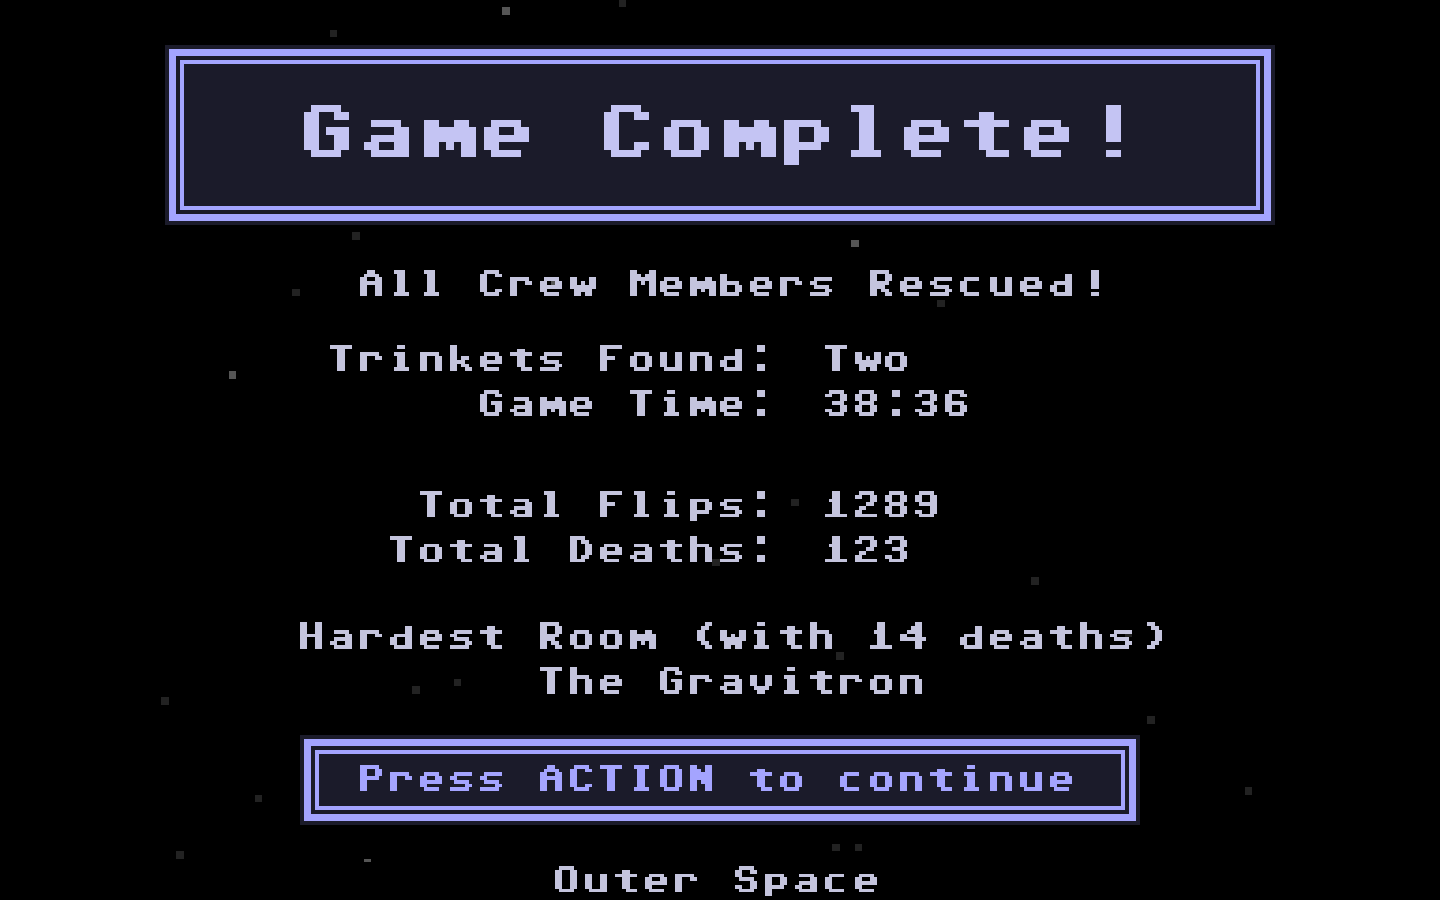 Game Complete!
All Crew Members Rescued!
Trinkets Found: Two
Game Time: 38:36
Total Flips: 1289
Total Deaths: 123
Hardest Room (with 14 deaths)
The Gravitron
Press ACTION to continue
Outer Space